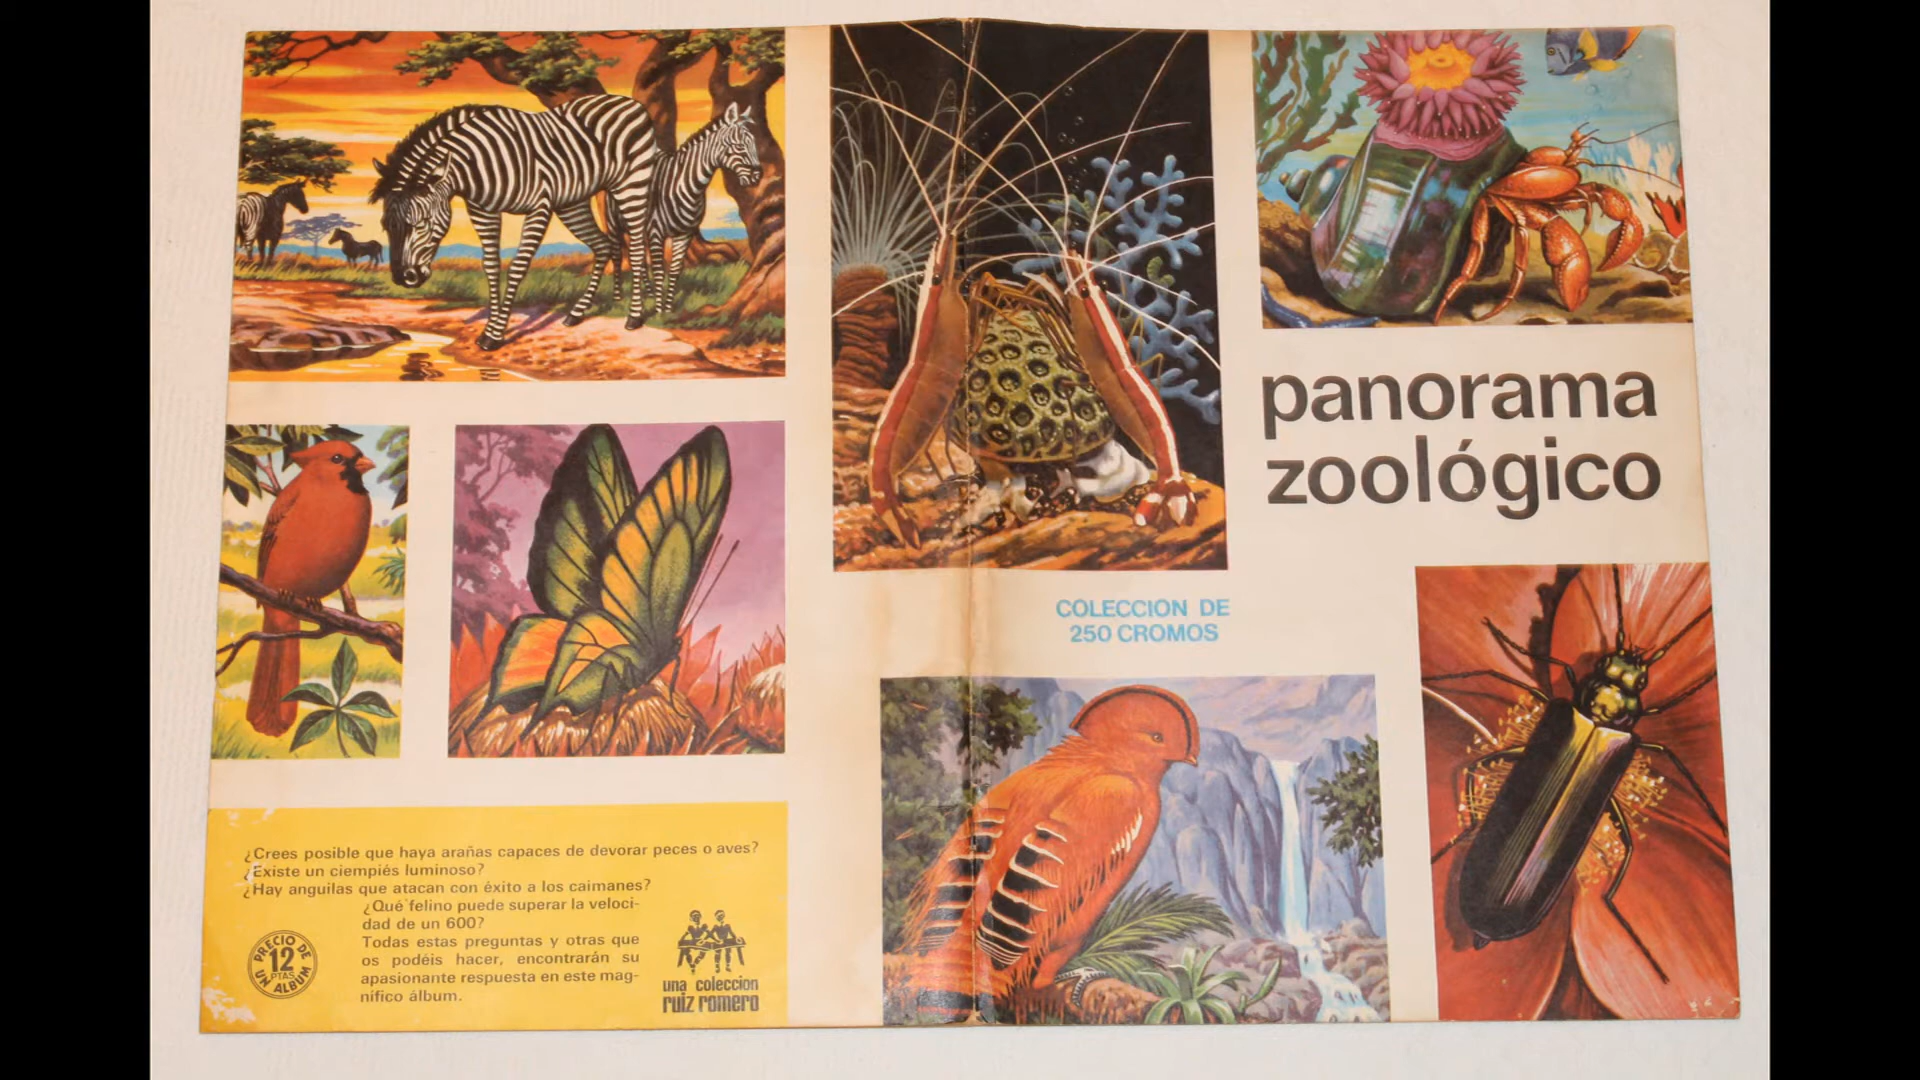 panorama
zoológico
COLECCION DE
250 CROMOS
¿Crees posible que haya arañas capaces de devorar peces o aves?
¿Existe un ciempiés luminoso?
¿Hay anguilas que atacan con éxito a los caimanes?
¿Qué felino puede superar la veloci-
dad de un 600?
Todas estas preguntas y otras que
os podéis hacer, encontrarán su
apasionante respuesta en este mag-
nífico álbum.
PRECIO DE
12
PTAS
UN ALBUM
una coleccion
ruiz romero